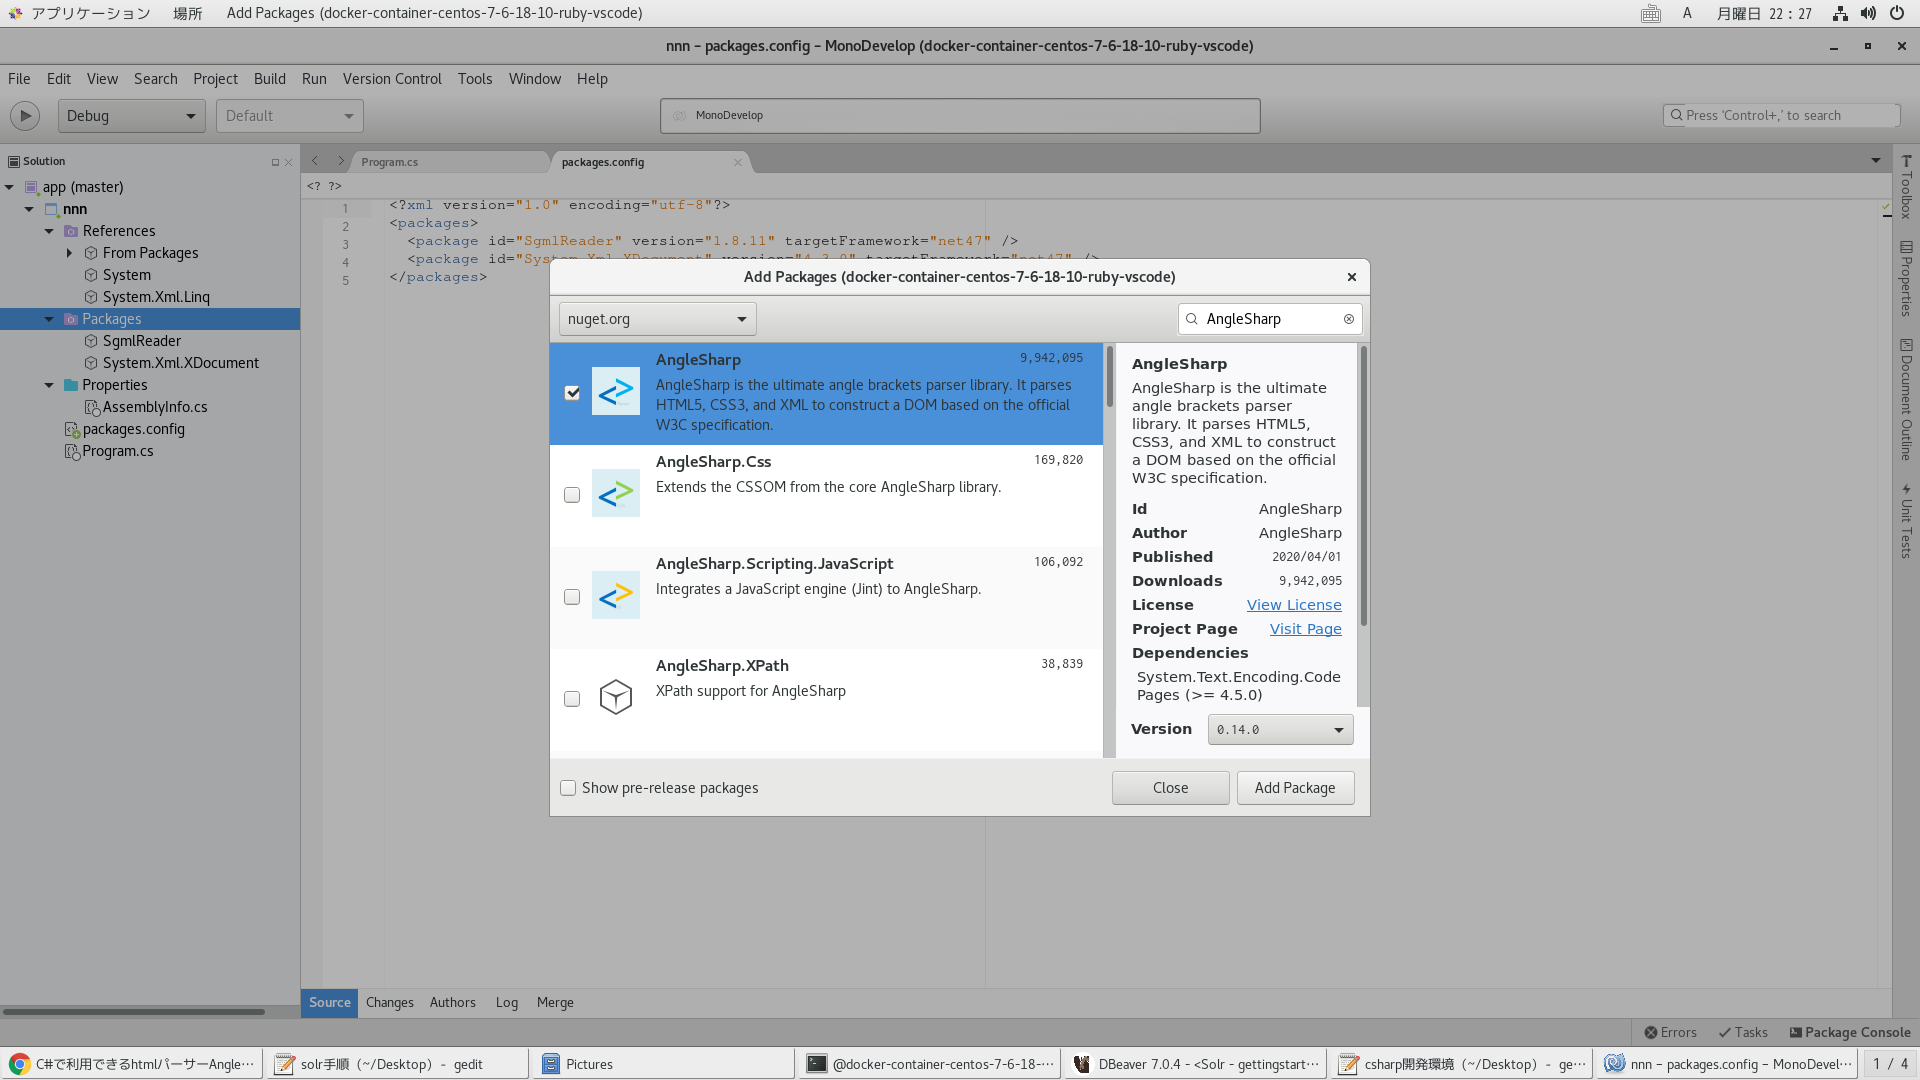 アプリケーション 場所 Add Packages (docker-container-centos-7-6-18-10-ruby-vscode) A 月曜日 22：27
nnn – packages.config – MonoDevelop (docker-container-centos-7-6-18-10-ruby-vscode)
File Edit View Search Project Build Run Version Control Tools Window Help
Debug Default MonoDevelop Press 'Control+,' to search
Solution
app (master)
nnn
References
From Packages
System
System.Xml.Linq
Packages
SgmlReader
System.Xml.XDocument
Properties
AssemblyInfo.cs
packages.config
Program.cs
Program.cs packages.config
<? ?>
1 <?xml version="1.0" encoding="utf-8"?>
2 <packages>
3 <package id="SgmlReader" version="1.8.11" targetFramework="net47" />
4 <package id="System.Xml.XDocument" version="4.3.0" targetFramework="net47" />
5 </packages>
Add Packages (docker-container-centos-7-6-18-10-ruby-vscode)
nuget.org AngleSharp
AngleSharp 9,942,095
AngleSharp is the ultimate angle brackets parser library. It parses
HTML5, CSS3, and XML to construct a DOM based on the official
W3C specification.
AngleSharp.Css 169,820
Extends the CSSOM from the core AngleSharp library.
AngleSharp.Scripting.JavaScript 106,092
Integrates a JavaScript engine (Jint) to AngleSharp.
AngleSharp.XPath 38,839
XPath support for AngleSharp
AngleSharp
AngleSharp is the ultimate
angle brackets parser
library. It parses HTML5,
CSS3, and XML to construct
a DOM based on the official
W3C specification.
Id AngleSharp
Author AngleSharp
Published 2020/04/01
Downloads 9,942,095
License View License
Project Page Visit Page
Dependencies
System.Text.Encoding.Code
Pages (>= 4.5.0)
Version 0.14.0
Show pre-release packages Close Add Package
Toolbox
Properties
Document Outline
Unit Tests
Source Changes Authors Log Merge
Errors Tasks Package Console
C#で利用できるhtmlパーサーAngle··· solr手順（~/Desktop）- gedit Pictures @docker-container-centos-7-6-18-··· DBeaver 7.0.4 - <Solr - gettingstart··· csharp開発環境（~/Desktop）- ge··· nnn – packages.config – MonoDevel··· 1 / 4